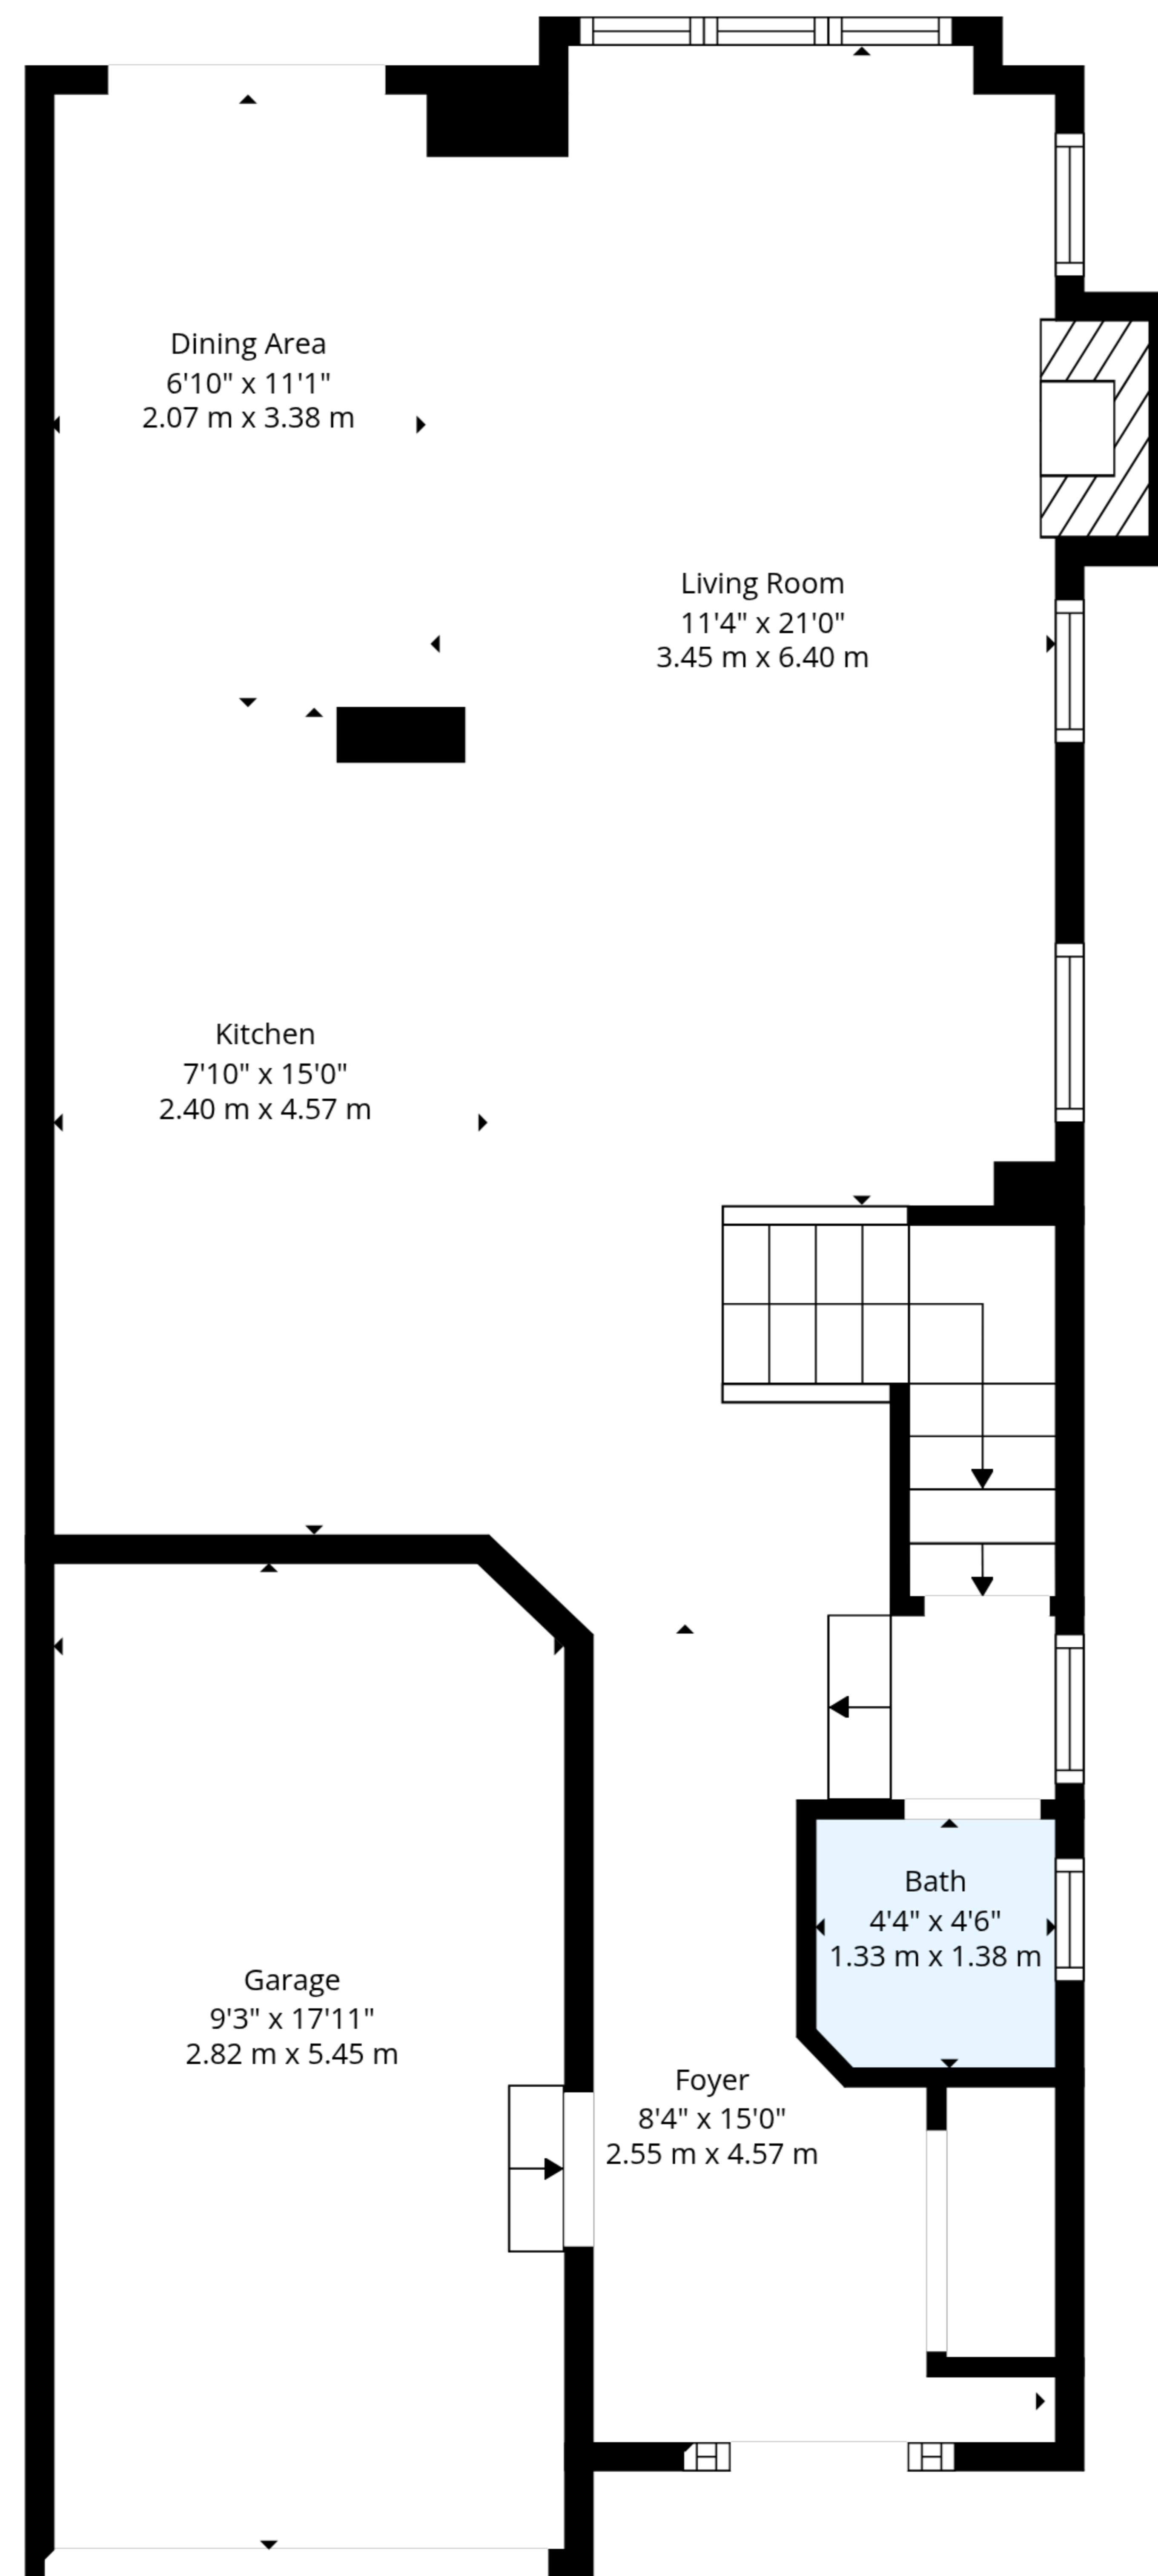 Dining Area
6'10" x 11'1"
2.07 m x 3.38 m
Living Room
11'4" x 21'0"
3.45 m x 6.40 m
Kitchen
7'10" x 15'0"
2.40 m x 4.57 m
Bath
4'4" x 4'6"
1.33 m x 1.38 m
Garage
9'3" x 17'11"
2.82 m x 5.45 m
Foyer
8'4" x 15'0"
2.55 m x 4.57 m